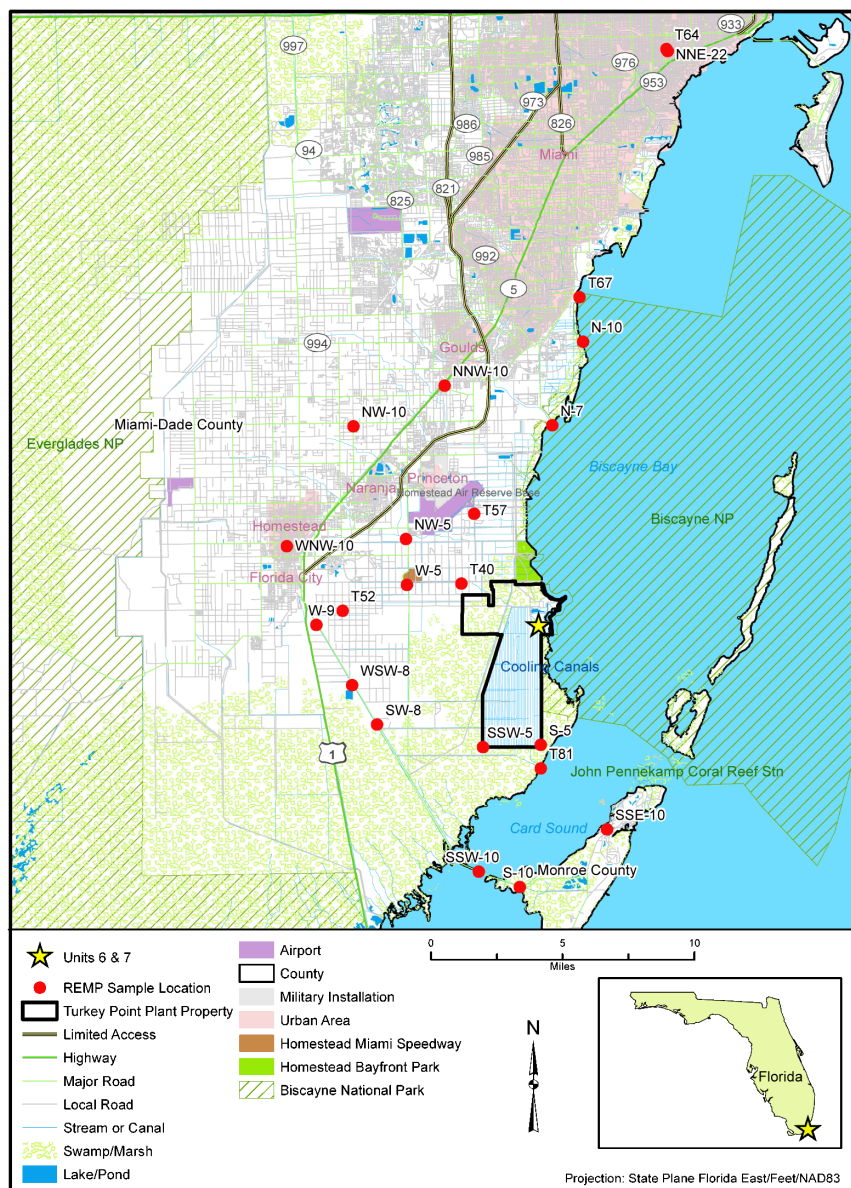 933
T64
997
NNE-22
976
953
973
986
826
94
985
Miami
821
825
992
T67
5
994
N-10
Goulds
NNW-10
NW-10
Miami-Dade County
N-7
Everglades NP
Biscayne Bay
Princeton
Naranja
Homestead Air Reserve Base
Biscayne NP
T57
Homestead
NW-5
WNW-10
W-5
T40
Florida City
T52
W-9
Cooling Canals
WSW-8
SW-8
SSW-5
S-5
1
T81
John Pennekamp Coral Reef Stn
Card Sound
SSE-10
SSW-10
S-10
Monroe County
Units 6 & 7
REMP Sample Location
Turkey Point Plant Property
Limited Access
Highway
Major Road
Local Road
Stream or Canal
Swamp/Marsh
Lake/Pond
Airport
County
Military Installation
Urban Area
Homestead Miami Speedway
Homestead Bayfront Park
Biscayne National Park
0 5 10
Miles
N
Florida
Projection: State Plane Florida East/Feet/NAD83